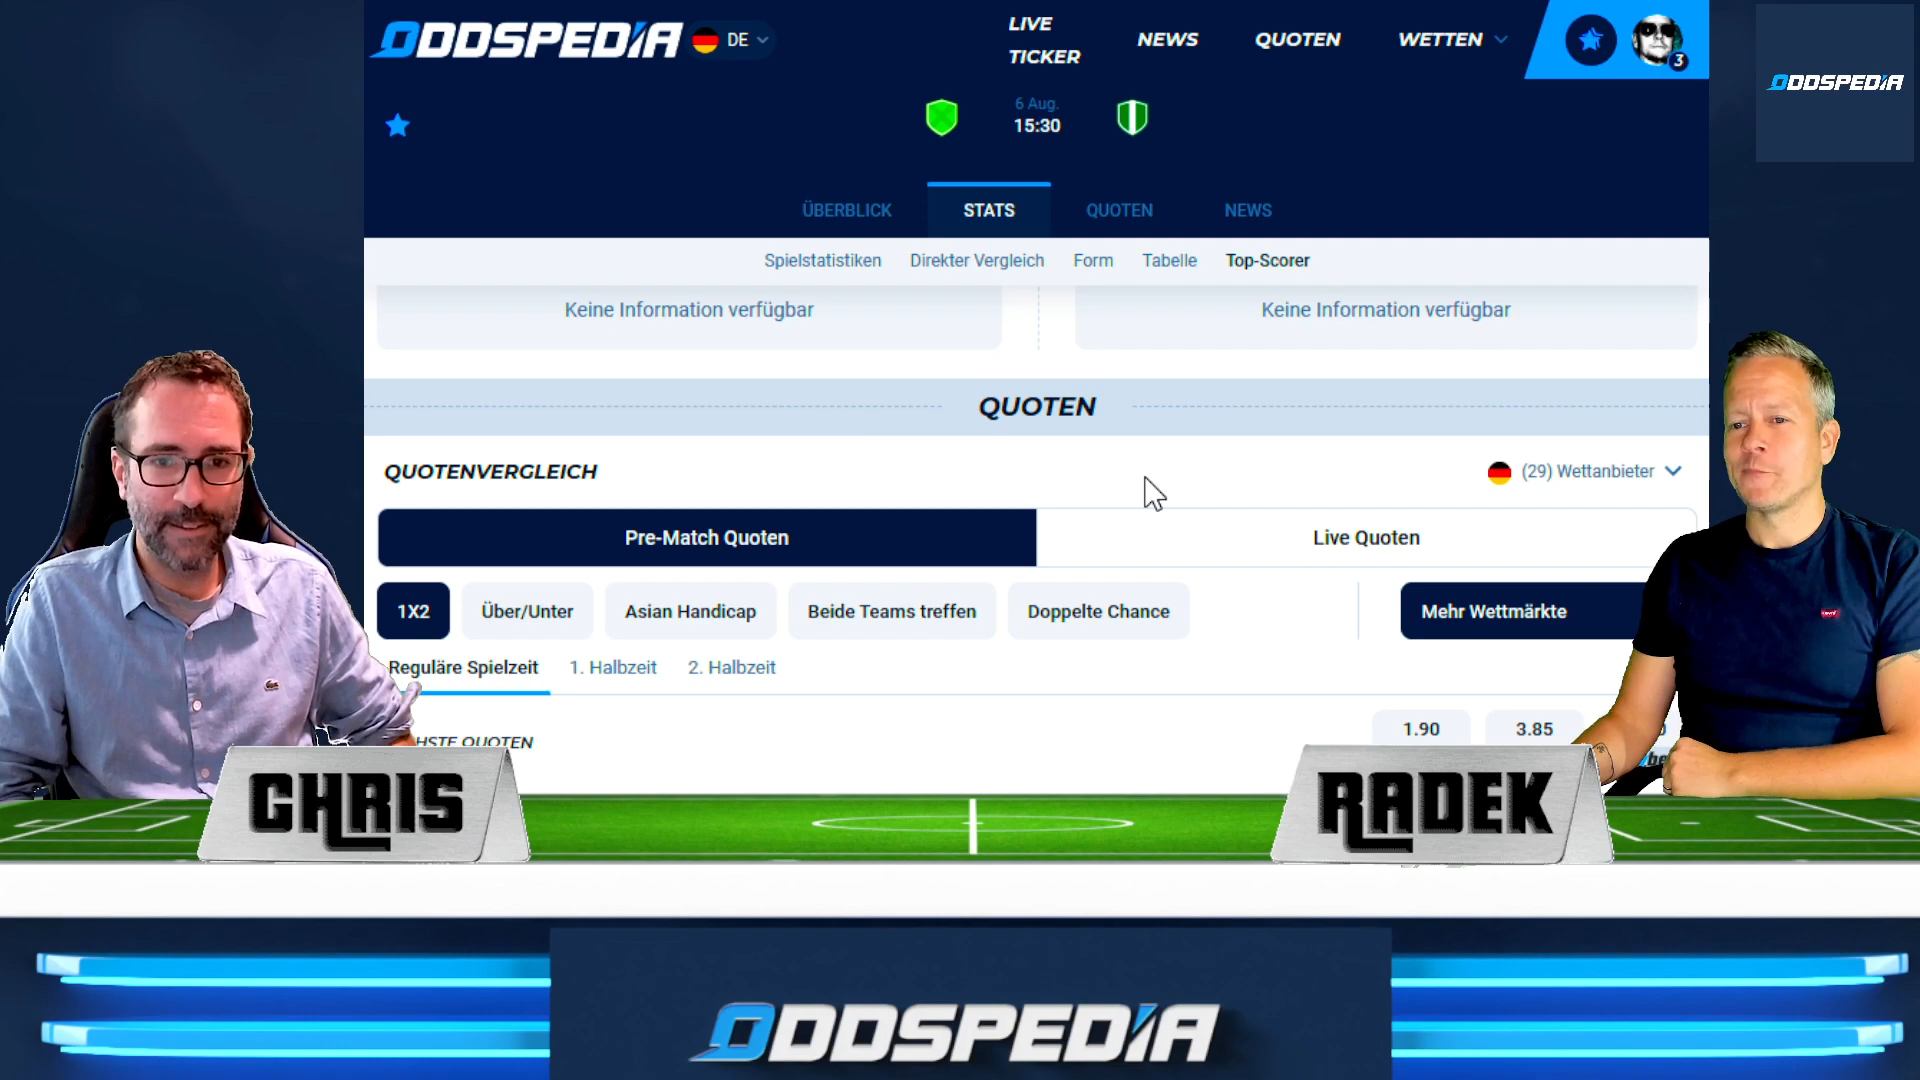 ODDSPEDIA
DE
LIVE
TICKER
NEWS
QUOTEN
WETTEN
3
ODDSPEDIA
6 Aug.
15:30
ÜBERBLICK
STATS
QUOTEN
NEWS
Spielstatistiken
Direkter Vergleich
Form
Tabelle
Top-Scorer
Keine Information verfügbar
Keine Information verfügbar
QUOTEN
QUOTENVERGLEICH
(29) Wettanbieter
Pre-Match Quoten
Live Quoten
1X2
Über/Unter
Asian Handicap
Beide Teams treffen
Doppelte Chance
Mehr Wettmärkte
Reguläre Spielzeit
1. Halbzeit
2. Halbzeit
HSTE QUOTEN
1.90
3.85
be
CHRIS
RADEK
ODDSPEDIA